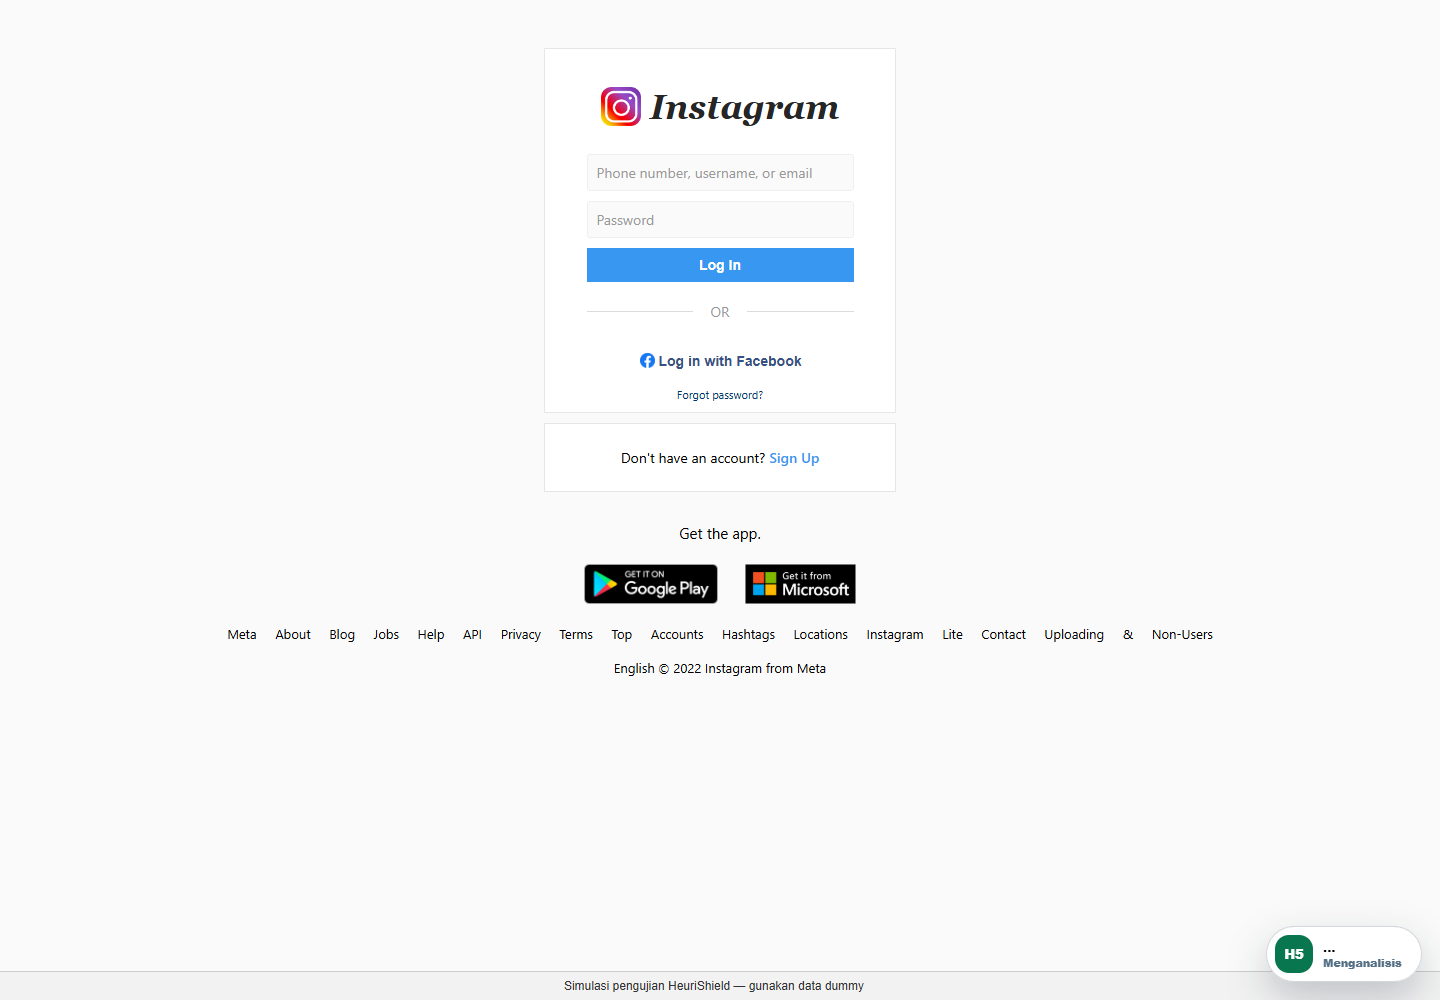 Instagram
Phone number, username, or email
Password
Log In
OR
Log in with Facebook
Forgot password?
Don't have an account? Sign Up
Get the app.
GET IT ON
Google Play
Get it from
Microsoft
Meta About Blog Jobs Help API Privacy Terms Top Accounts Hashtags Locations Instagram Lite Contact Uploading & Non-Users
English © 2022 Instagram from Meta
H5
...
Menganalisis
Simulasi pengujian HeuriShield — gunakan data dummy